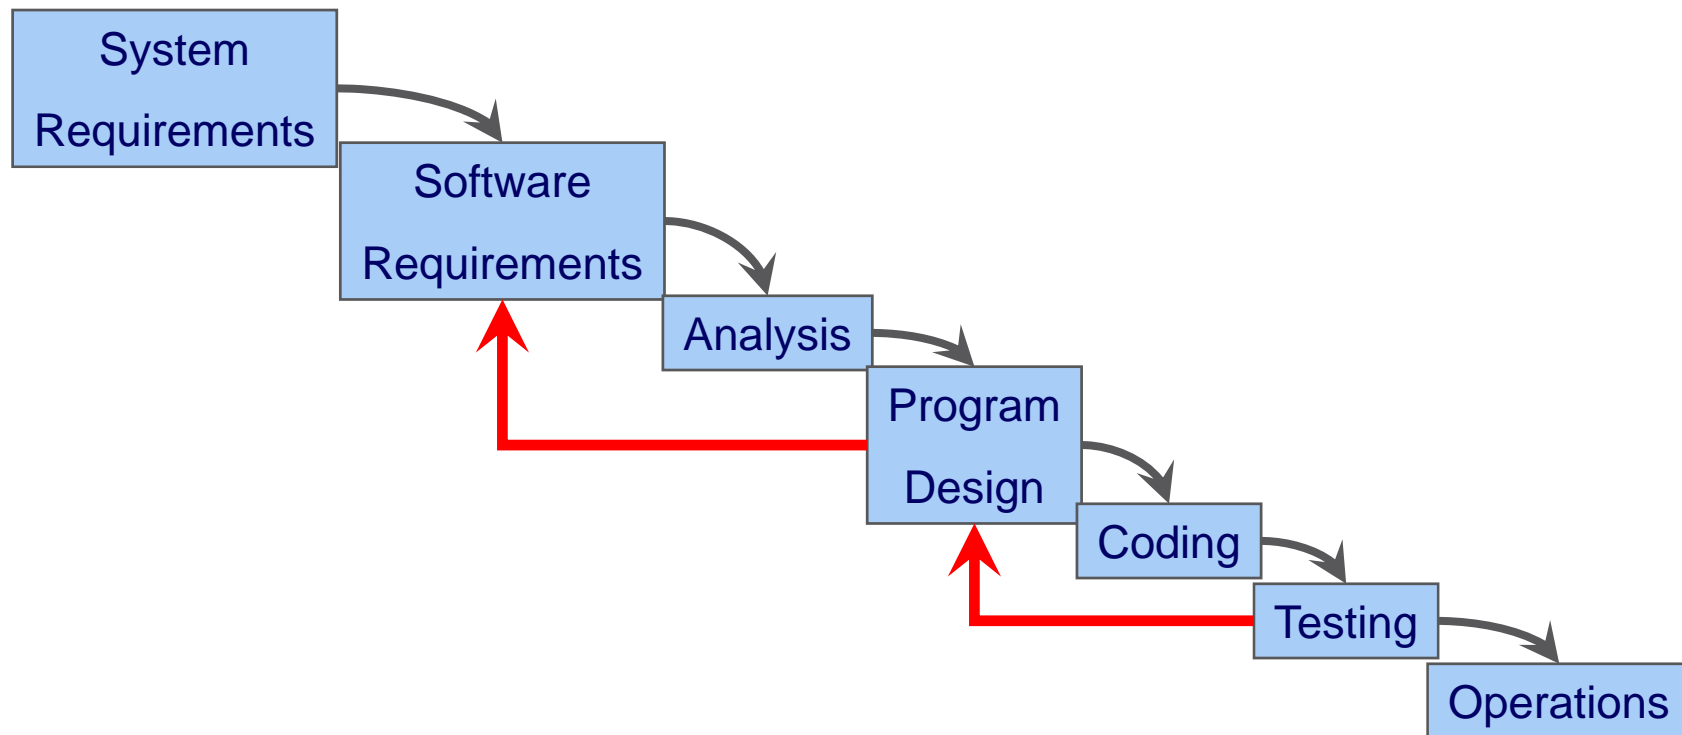 System
Requirements
Software
Requirements
Analysis
Program
Design
Coding
Testing
Operations